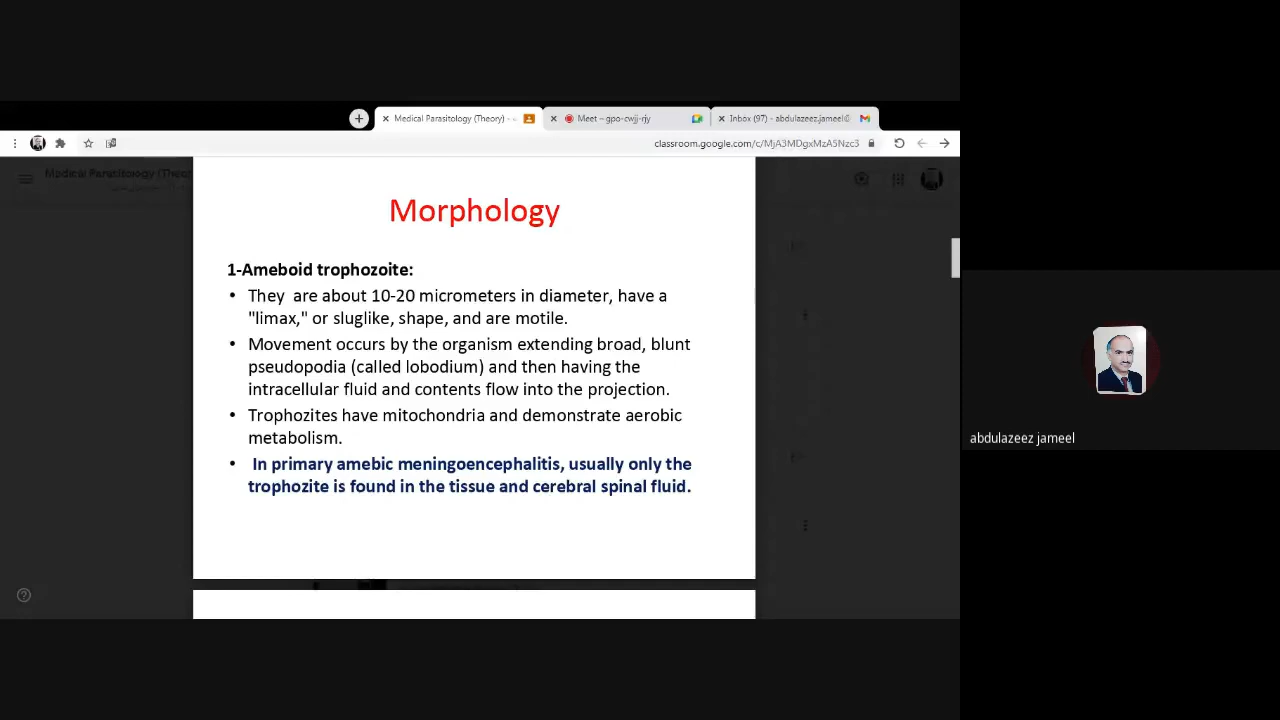 Medical Parasitology (Theory) -
Meet – gpo-cwjj-rjy
Inbox (97) - abdulazeez.jameel@
classroom.google.com/c/MjA3MDgxMzA5Nzc3
Medical Parasitology (Theor
Morphology
1-Ameboid trophozoite:
• They are about 10-20 micrometers in diameter, have a
"limax," or sluglike, shape, and are motile.
• Movement occurs by the organism extending broad, blunt
pseudopodia (called lobodium) and then having the
intracellular fluid and contents flow into the projection.
• Trophozites have mitochondria and demonstrate aerobic
metabolism.
• In primary amebic meningoencephalitis, usually only the
trophozite is found in the tissue and cerebral spinal fluid.
abdulazeez jameel